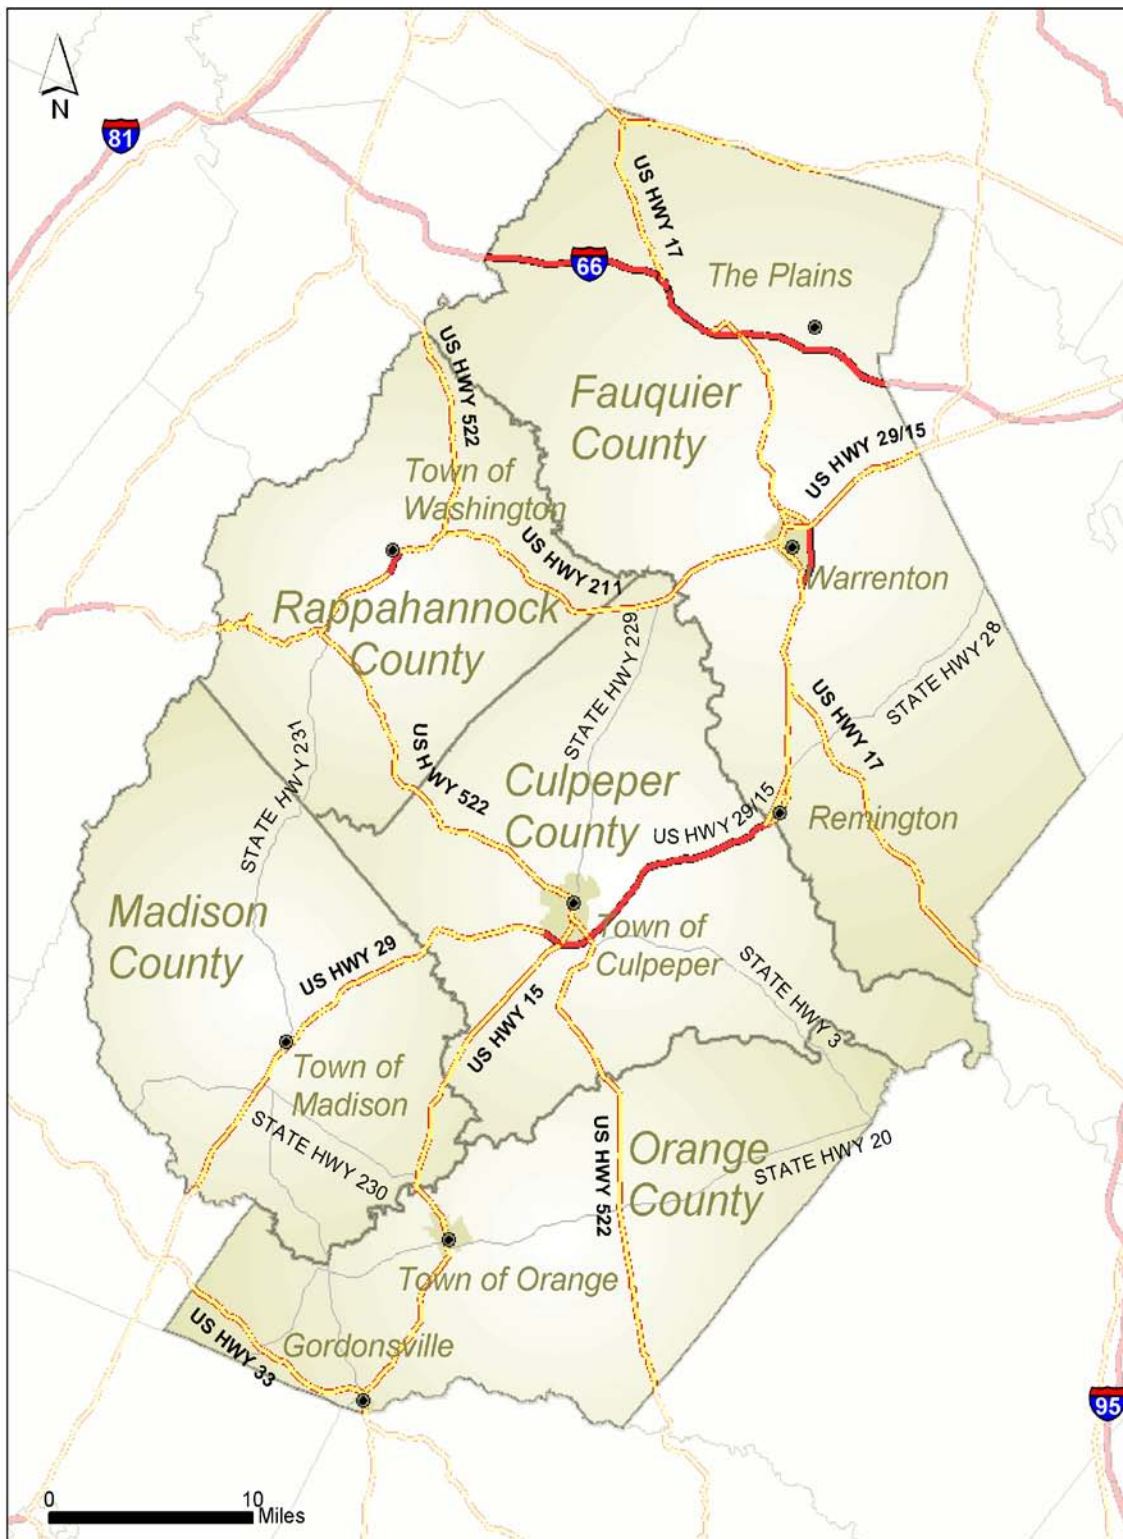 N
81
US HWY 17
66
The Plains
US HWY 522
Fauquier
County
US HWY 29/15
Town of
Washington
US HWY 211
Warrenton
Rappahannock
County
STATE HWY 229
STATE HWY 28
US HWY 17
STATE HWY 231
US HWY 522
Culpeper
County
US HWY 29/15
Remington
Madison
County
Town of
Culpeper
US HWY 29
STATE HWY 3
US HWY 15
Town of
Madison
STATE HWY 230
US HWY 522
Orange
County
STATE HWY 20
Town of Orange
Gordonsville
US HWY 33
95
0 10
Miles